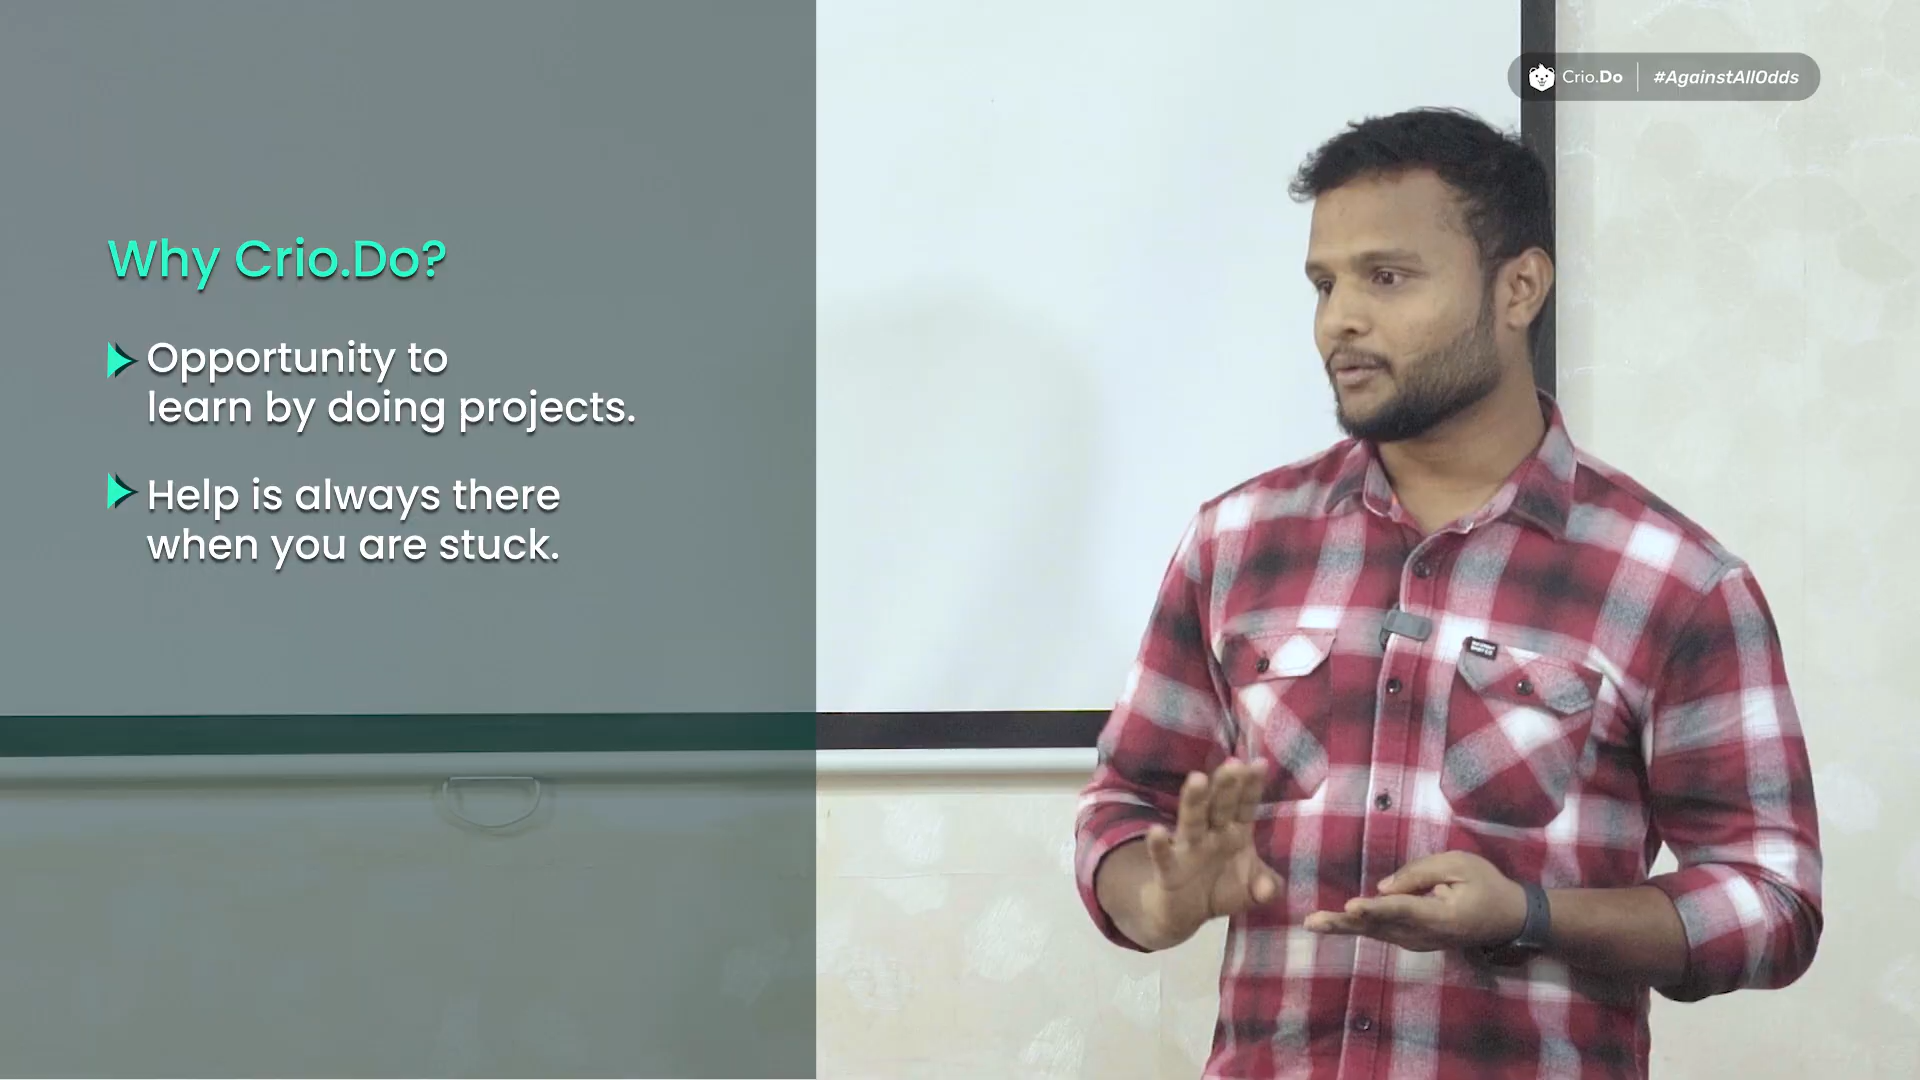 Crio.Do | #AgainstAllOdds
Why Crio.Do?
Opportunity to
learn by doing projects.
Help is always there
when you are stuck.